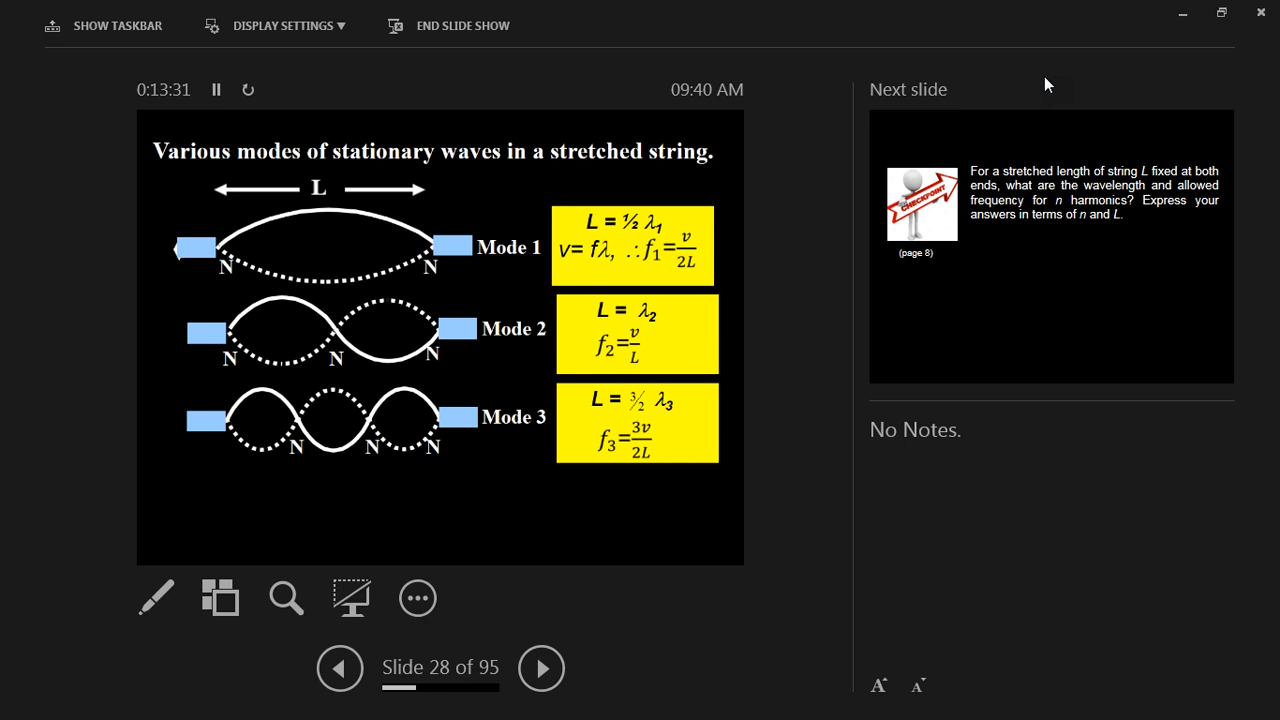 SHOW TASKBAR DISPLAY SETTINGS ▼ END SLIDE SHOW
0:13:31 09:40 AM
Various modes of stationary waves in a stretched string.
L
N N Mode 1
L = ½ λ₁
v= fλ, ∴f₁=v/2L
N N N Mode 2
L = λ₂
f₂=v/L
N N N Mode 3
L = 3/2 λ₃
f₃=3v/2L
Slide 28 of 95
Next slide
CHECKPOINT
(page 8)
For a stretched length of string L fixed at both
ends, what are the wavelength and allowed
frequency for n harmonics? Express your
answers in terms of n and L.
No Notes.
A A